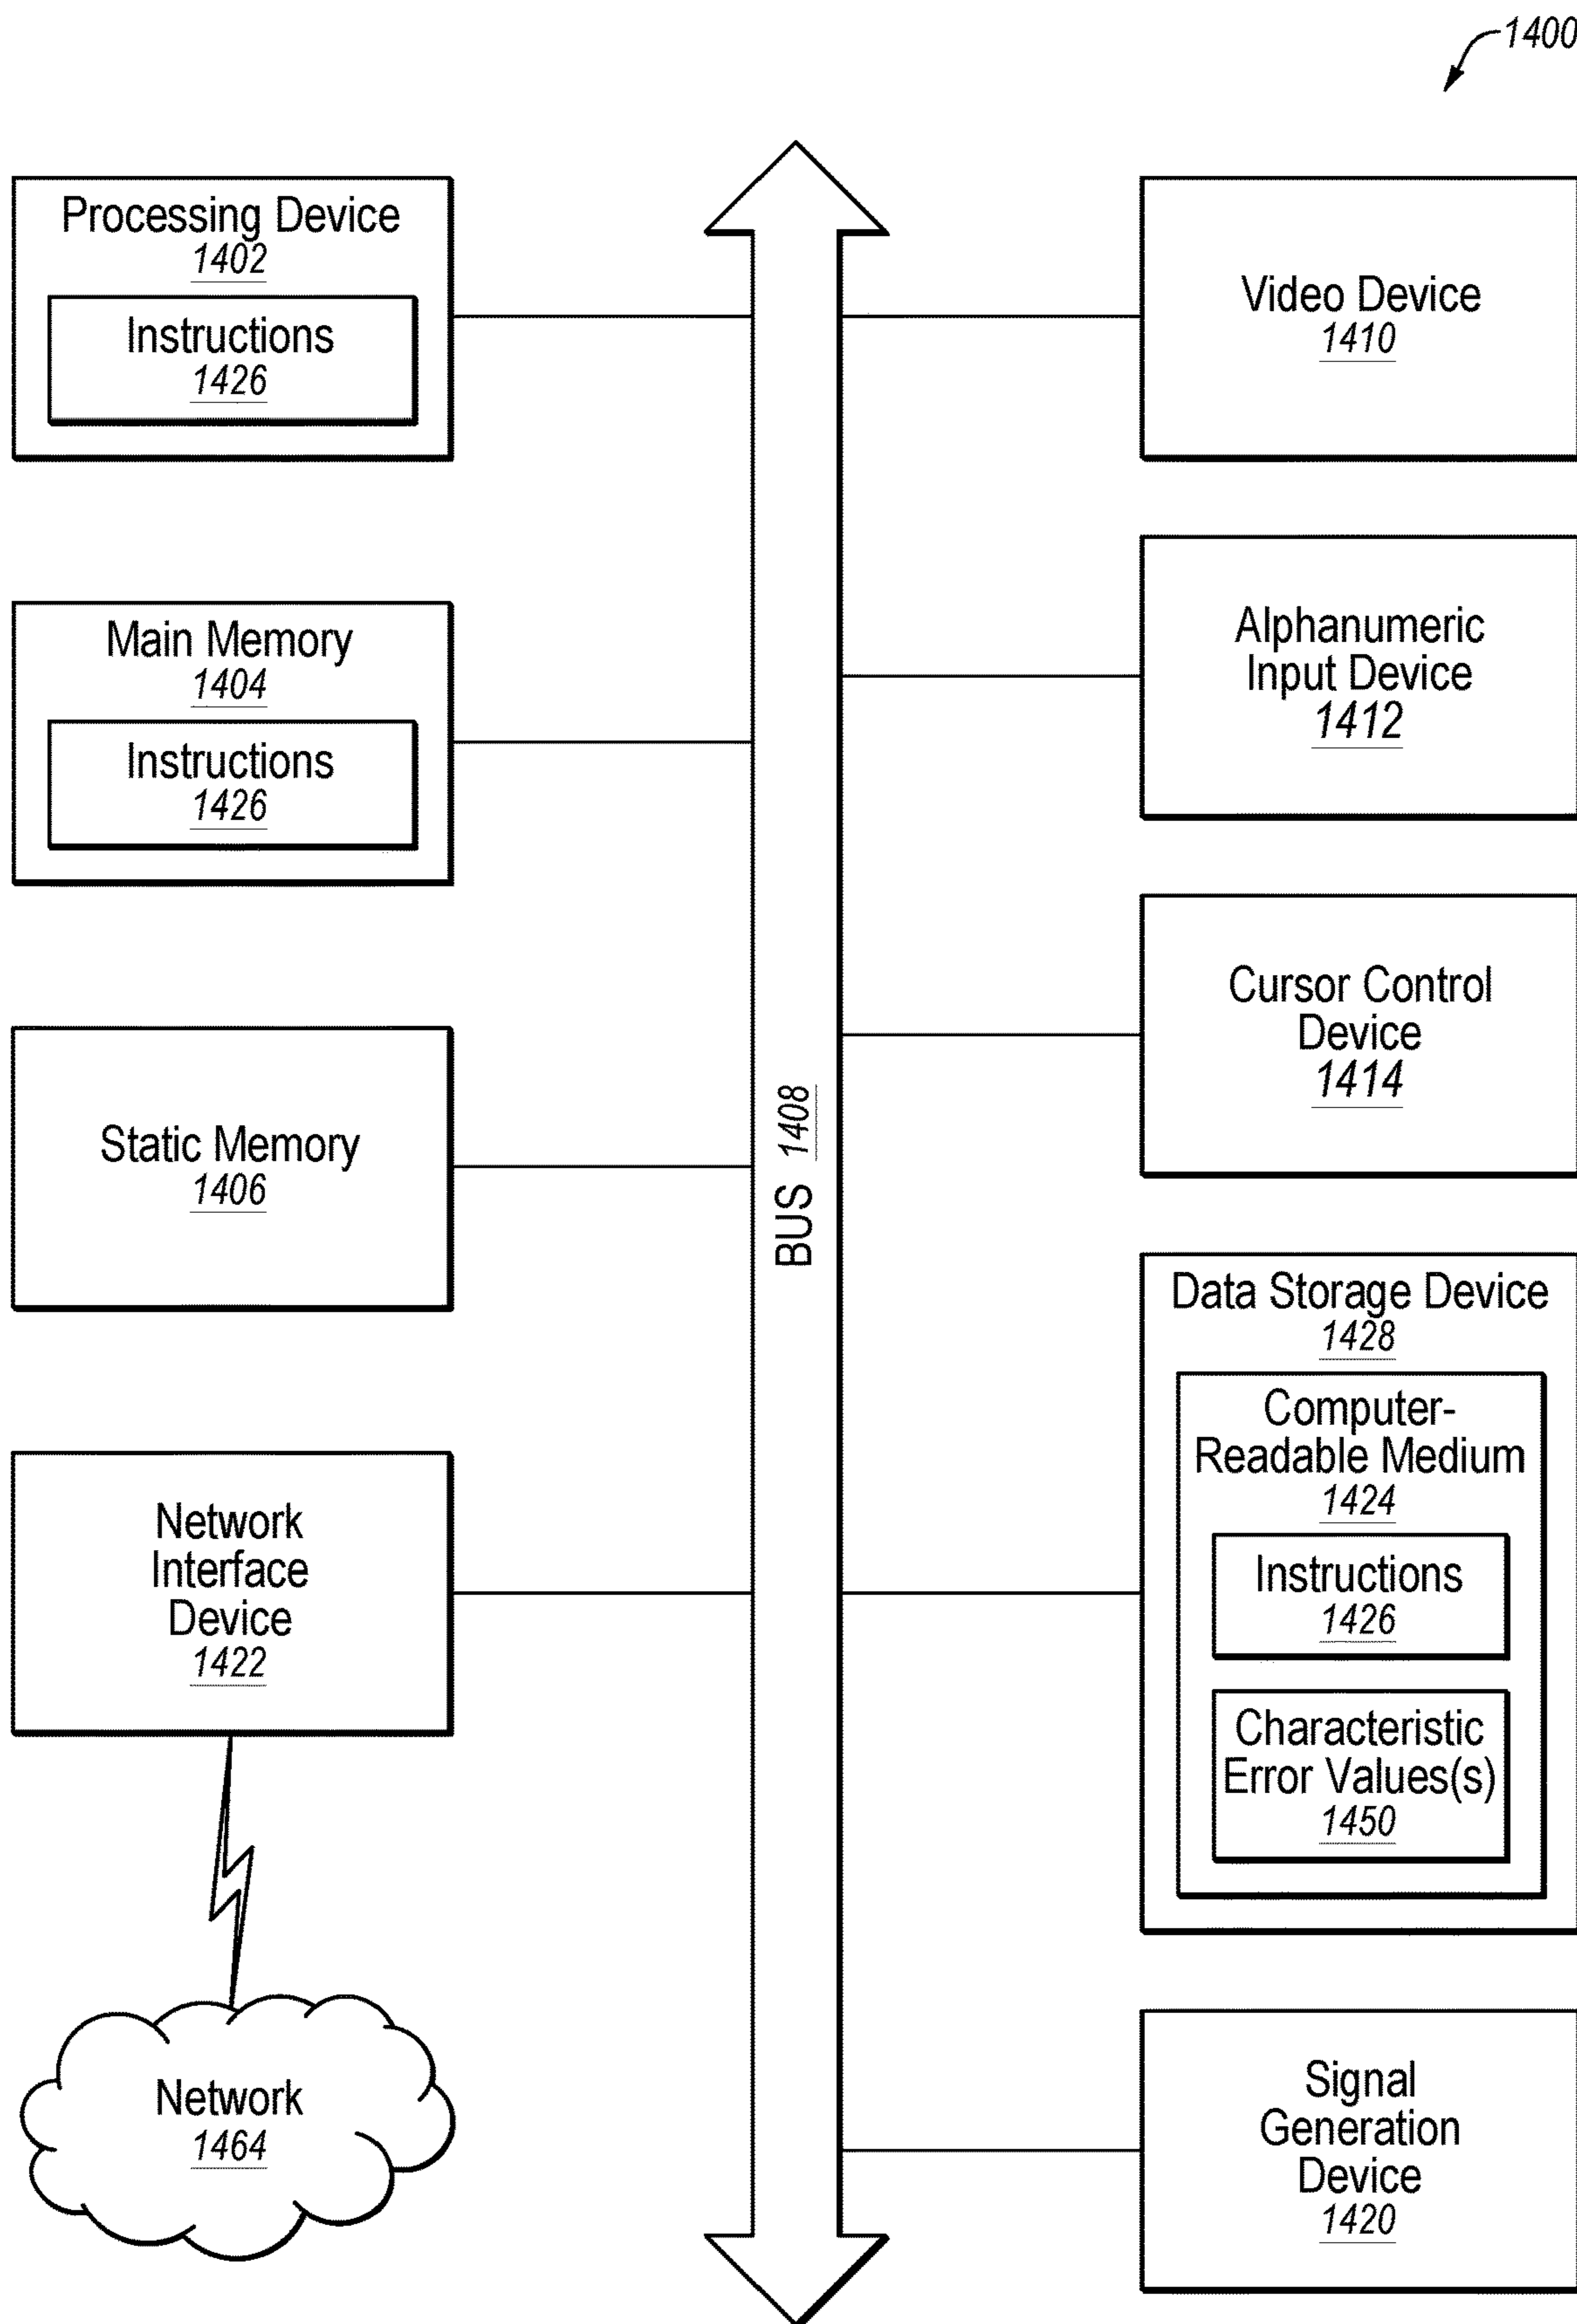 1400
Processing Device
1402
Instructions
1426
Main Memory
1404
Instructions
1426
Static Memory
1406
Network
Interface
Device
1422
Network
1464
BUS 1408
Video Device
1410
Alphanumeric
Input Device
1412
Cursor Control
Device
1414
Data Storage Device
1428
Computer-
Readable Medium
1424
Instructions
1426
Characteristic
Error Values(s)
1450
Signal
Generation
Device
1420